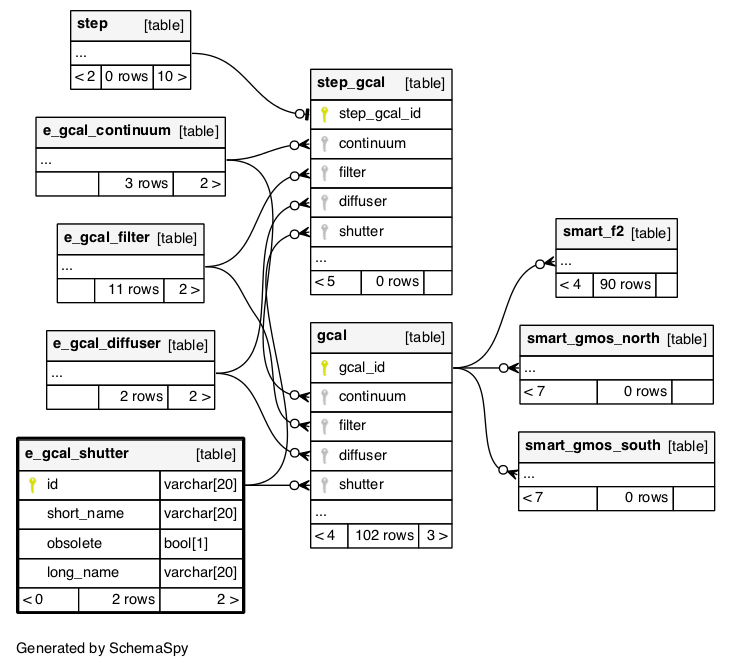 step [table]
...
< 2 0 rows 10 >
e_gcal_continuum [table]
...
3 rows 2 >
e_gcal_filter [table]
...
11 rows 2 >
e_gcal_diffuser [table]
...
2 rows 2 >
e_gcal_shutter [table]
id varchar[20]
short_name varchar[20]
obsolete bool[1]
long_name varchar[20]
< 0 2 rows 2 >
step_gcal [table]
step_gcal_id
continuum
filter
diffuser
shutter
...
< 5 0 rows
gcal [table]
gcal_id
continuum
filter
diffuser
shutter
...
< 4 102 rows 3 >
smart_f2 [table]
...
< 4 90 rows
smart_gmos_north [table]
...
< 7 0 rows
smart_gmos_south [table]
...
< 7 0 rows
Generated by SchemaSpy